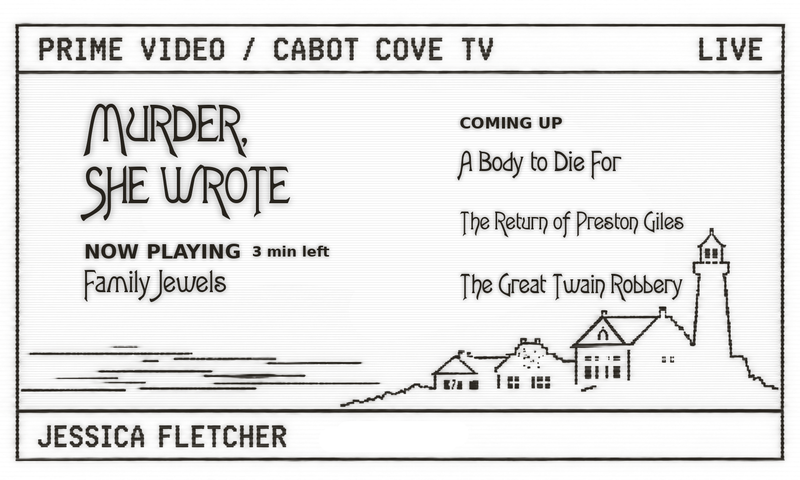 PRIME VIDEO / CABOT COVE TV
LIVE
MURDER,
SHE WROTE
NOW PLAYING 3 min left
Family Jewels
COMING UP
A Body to Die For
The Return of Preston Giles
The Great Twain Robbery
JESSICA FLETCHER